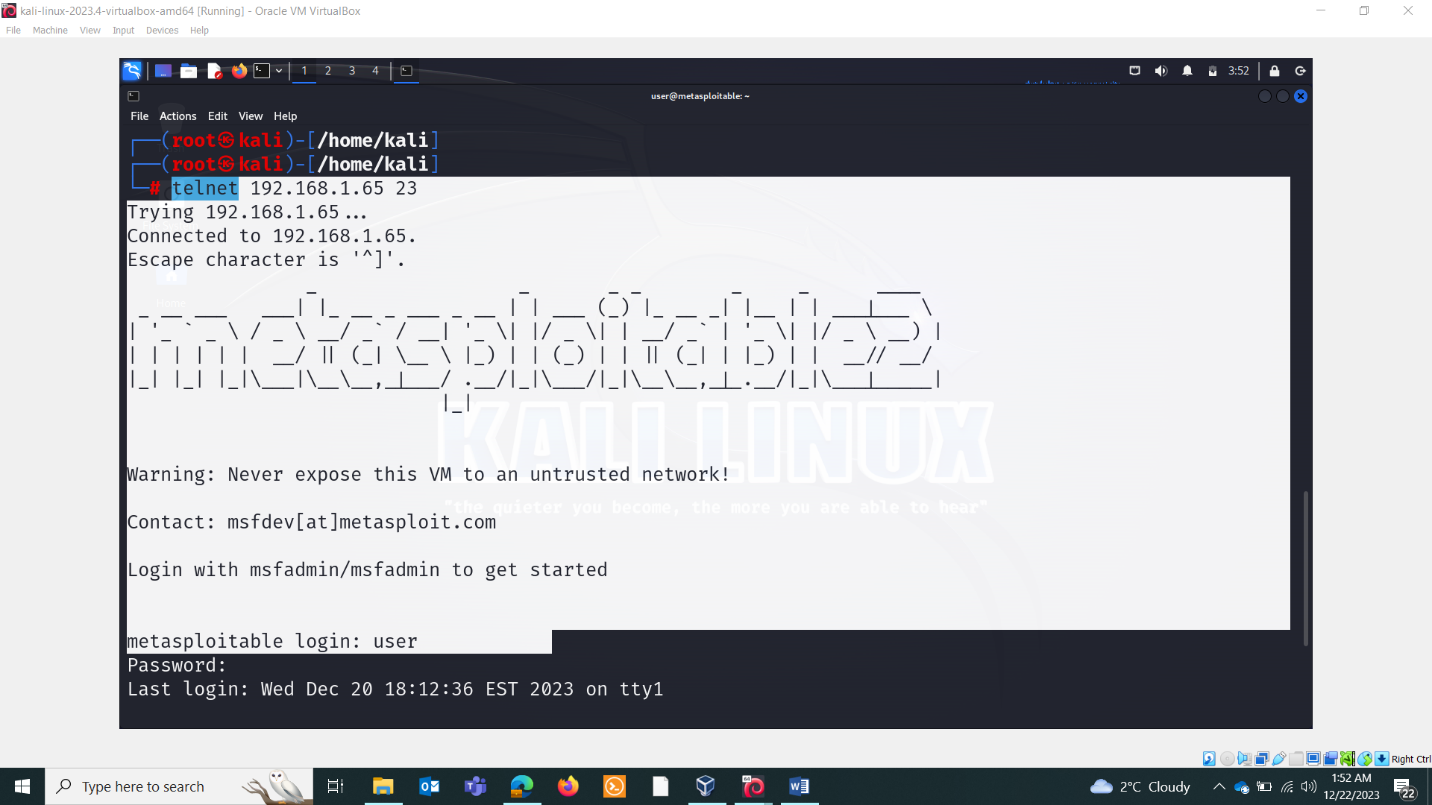 kali-linux-2023.4-virtualbox-amd64 [Running] - Oracle VM VirtualBox
File Machine View Input Devices Help
1 2 3 4 3:52
user@metasploitable: ~
File Actions Edit View Help
(root㉿kali)-[/home/kali]
(root㉿kali)-[/home/kali]
# telnet 192.168.1.65 23
Trying 192.168.1.65...
Connected to 192.168.1.65.
Escape character is '^]'.
metasploitable2
KALI LINUX
Warning: Never expose this VM to an untrusted network!
"the quieter you become, the more you are able to hear"
Contact: msfdev[at]metasploit.com
Login with msfadmin/msfadmin to get started
metasploitable login: user
Password:
Last login: Wed Dec 20 18:12:36 EST 2023 on tty1
Right Ctrl
Type here to search
2°C Cloudy
1:52 AM
12/22/2023
22